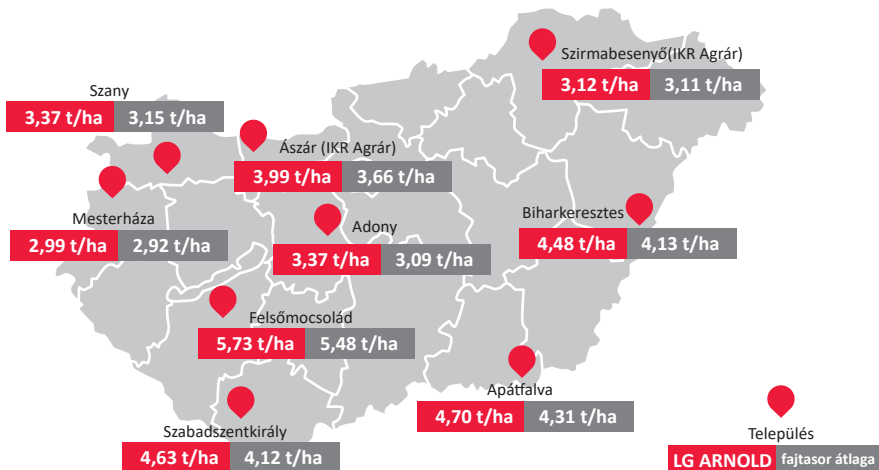 Szirmabesenyő(IKR Agrár)
3,12 t/ha 3,11 t/ha
Szany
3,37 t/ha 3,15 t/ha
Ászár (IKR Agrár)
3,99 t/ha 3,66 t/ha
Mesterháza
2,99 t/ha 2,92 t/ha
Adony
3,37 t/ha 3,09 t/ha
Biharkeresztes
4,48 t/ha 4,13 t/ha
Felsőmocsolád
5,73 t/ha 5,48 t/ha
Apátfalva
4,70 t/ha 4,31 t/ha
Szabadszentkirály
4,63 t/ha 4,12 t/ha
Település
LG ARNOLD fajtasor átlaga